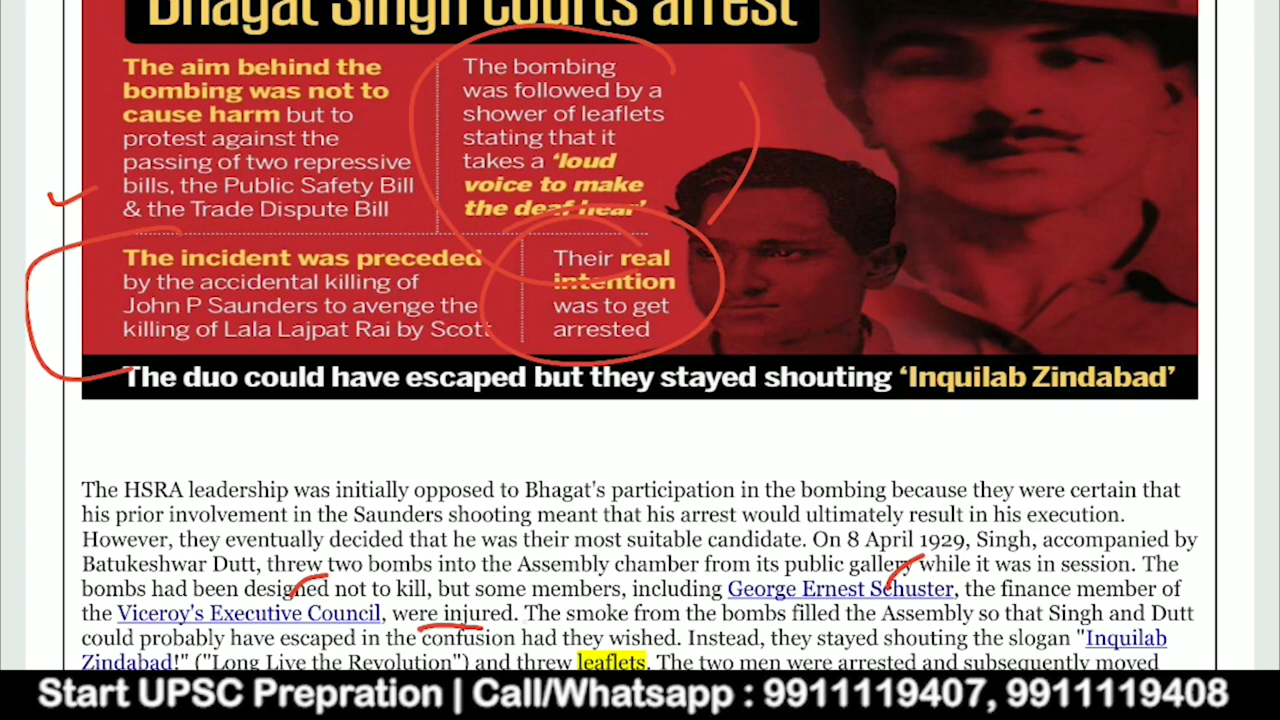 Bhagat Singh courts arrest
The aim behind the
bombing was not to
cause harm but to
protest against the
passing of two repressive
bills, the Public Safety Bill
& the Trade Dispute Bill
The bombing
was followed by a
shower of leaflets
stating that it
takes a ‘loud
voice to make
the deaf hear’
The incident was preceded
by the accidental killing of
John P Saunders to avenge the
killing of Lala Lajpat Rai by Scott
Their real
intention
was to get
arrested
The duo could have escaped but they stayed shouting ‘Inquilab Zindabad’
The HSRA leadership was initially opposed to Bhagat's participation in the bombing because they were certain that
his prior involvement in the Saunders shooting meant that his arrest would ultimately result in his execution.
However, they eventually decided that he was their most suitable candidate. On 8 April 1929, Singh, accompanied by
Batukeshwar Dutt, threw two bombs into the Assembly chamber from its public gallery while it was in session. The
bombs had been designed not to kill, but some members, including George Ernest Schuster, the finance member of
the Viceroy's Executive Council, were injured. The smoke from the bombs filled the Assembly so that Singh and Dutt
could probably have escaped in the confusion had they wished. Instead, they stayed shouting the slogan "Inquilab
Zindabad!" ("Long Live the Revolution") and threw leaflets. The two men were arrested and subsequently moved
Start UPSC Prepration | Call/Whatsapp : 9911119407, 9911119408